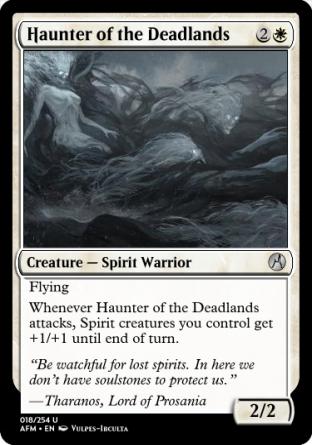 Haunter of the Deadlands 2
Creature — Spirit Warrior
Flying
Whenever Haunter of the Deadlands
attacks, Spirit creatures you control get
+1/+1 until end of turn.
“Be watchful for lost spirits. In here we
don’t have soulstones to protect us.”
—Tharanos, Lord of Prosania
2/2
018/254 U
AFM • EN Vulpes-Ibculta